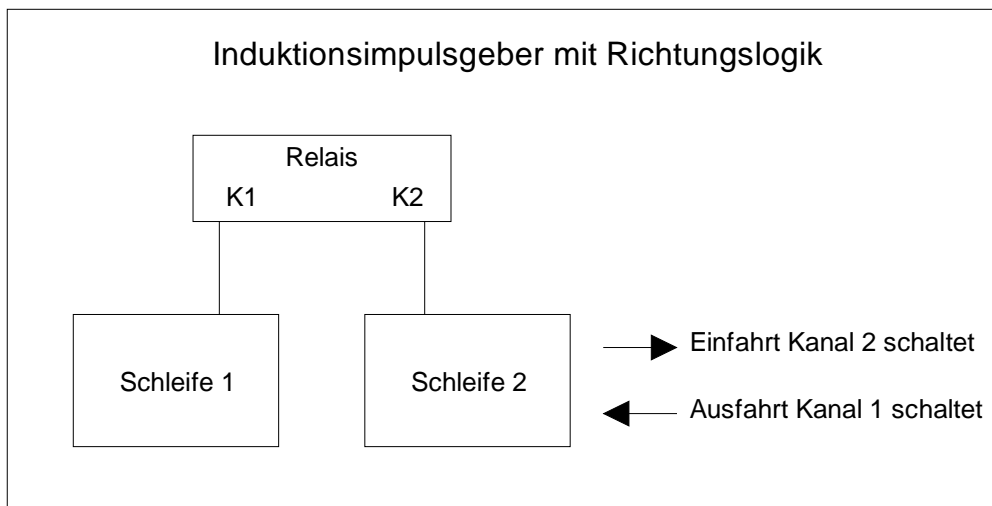 Induktionsimpulsgeber mit Richtungslogik
Relais
K1 K2
Schleife 1
Schleife 2
Einfahrt Kanal 2 schaltet
Ausfahrt Kanal 1 schaltet